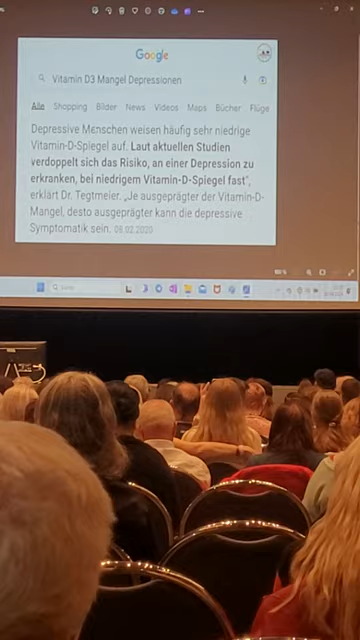 Google
Vitamin D3 Mangel Depressionen
Alle Shopping Bilder News Videos Maps Bücher Flüge
Depressive Menschen weisen häufig sehr niedrige
Vitamin-D-Spiegel auf. Laut aktuellen Studien
verdoppelt sich das Risiko, an einer Depression zu
erkranken, bei niedrigem Vitamin-D-Spiegel fast",
erklärt Dr. Tegtmeier. „Je ausgeprägter der Vitamin-D-
Mangel, desto ausgeprägter kann die depressive
Symptomatik sein. 06.02.2020